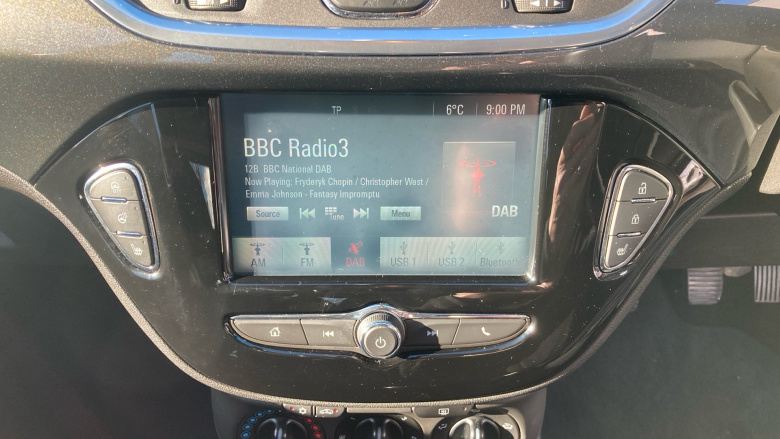 TP 6°C 9:00 PM
BBC Radio3
12B BBC National DAB
Now Playing: Fryderyk Chopin / Christopher West /
Emma Johnson - Fantasy Impromptu
DAB
Source Tune Menu
AM FM DAB USB 1 USB 2 Bluetooth